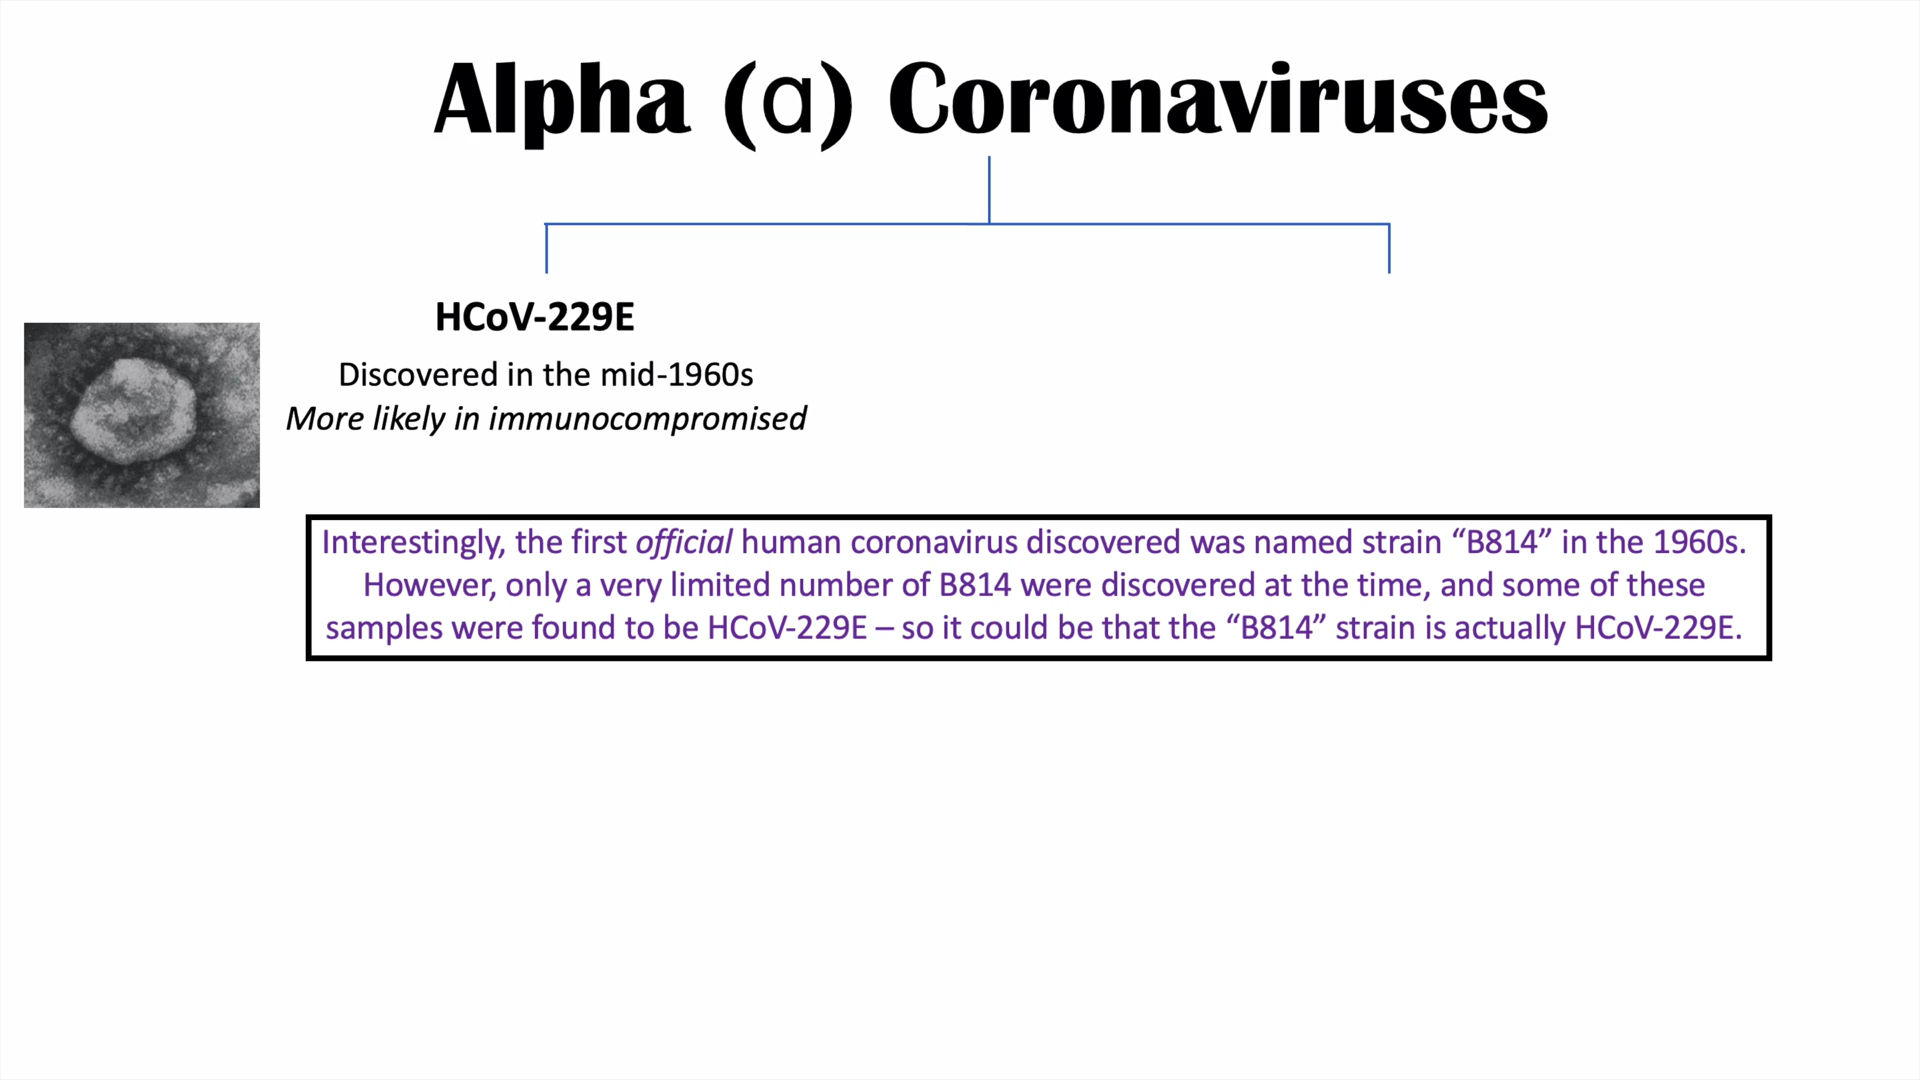 Alpha (α) Coronaviruses
HCoV-229E
Discovered in the mid-1960s
More likely in immunocompromised
Interestingly, the first official human coronavirus discovered was named strain “B814” in the 1960s.
However, only a very limited number of B814 were discovered at the time, and some of these
samples were found to be HCoV-229E – so it could be that the “B814” strain is actually HCoV-229E.